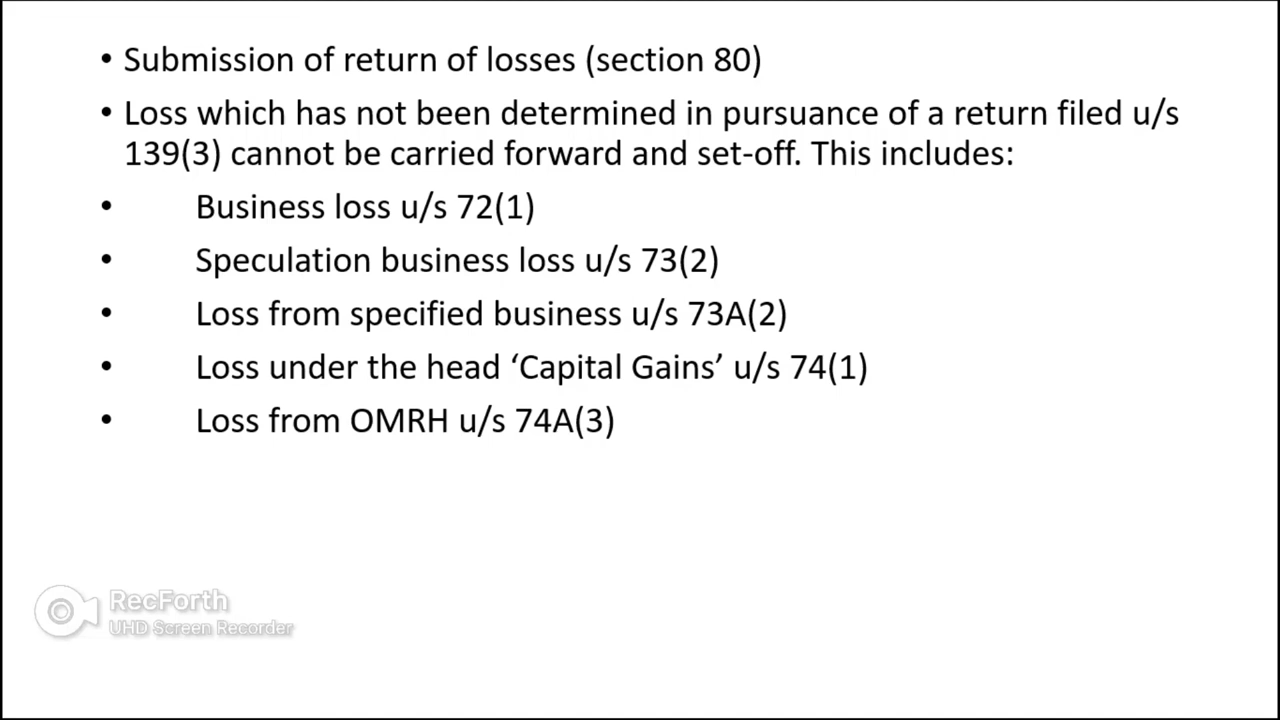 • Submission of return of losses (section 80)
• Loss which has not been determined in pursuance of a return filed u/s
139(3) cannot be carried forward and set-off. This includes:
• Business loss u/s 72(1)
• Speculation business loss u/s 73(2)
• Loss from specified business u/s 73A(2)
• Loss under the head ‘Capital Gains’ u/s 74(1)
• Loss from OMRH u/s 74A(3)
RecForth
UHD Screen Recorder